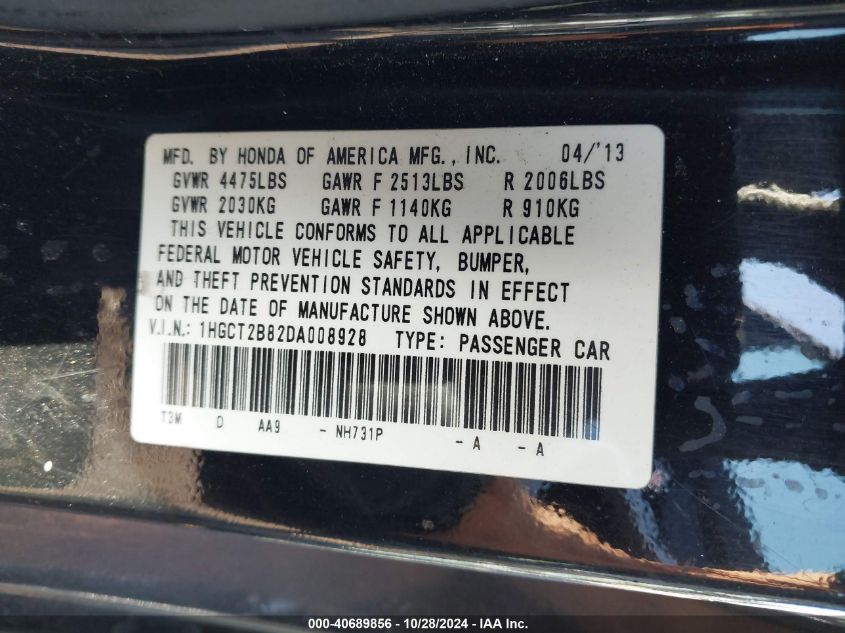 MFD. BY HONDA OF AMERICA MFG., INC. 04/'13
GVWR 4475LBS GAWR F 2513LBS R 2006LBS
GVWR 2030KG GAWR F 1140KG R 910KG
THIS VEHICLE CONFORMS TO ALL APPLICABLE
FEDERAL MOTOR VEHICLE SAFETY, BUMPER,
AND THEFT PREVENTION STANDARDS IN EFFECT
ON THE DATE OF MANUFACTURE SHOWN ABOVE.
V.I.N.: 1HGCT2B82DA008928 TYPE: PASSENGER CAR
T3M D AA9 - NH731P - A - A
000-40689856 - 10/28/2024 - IAA Inc.